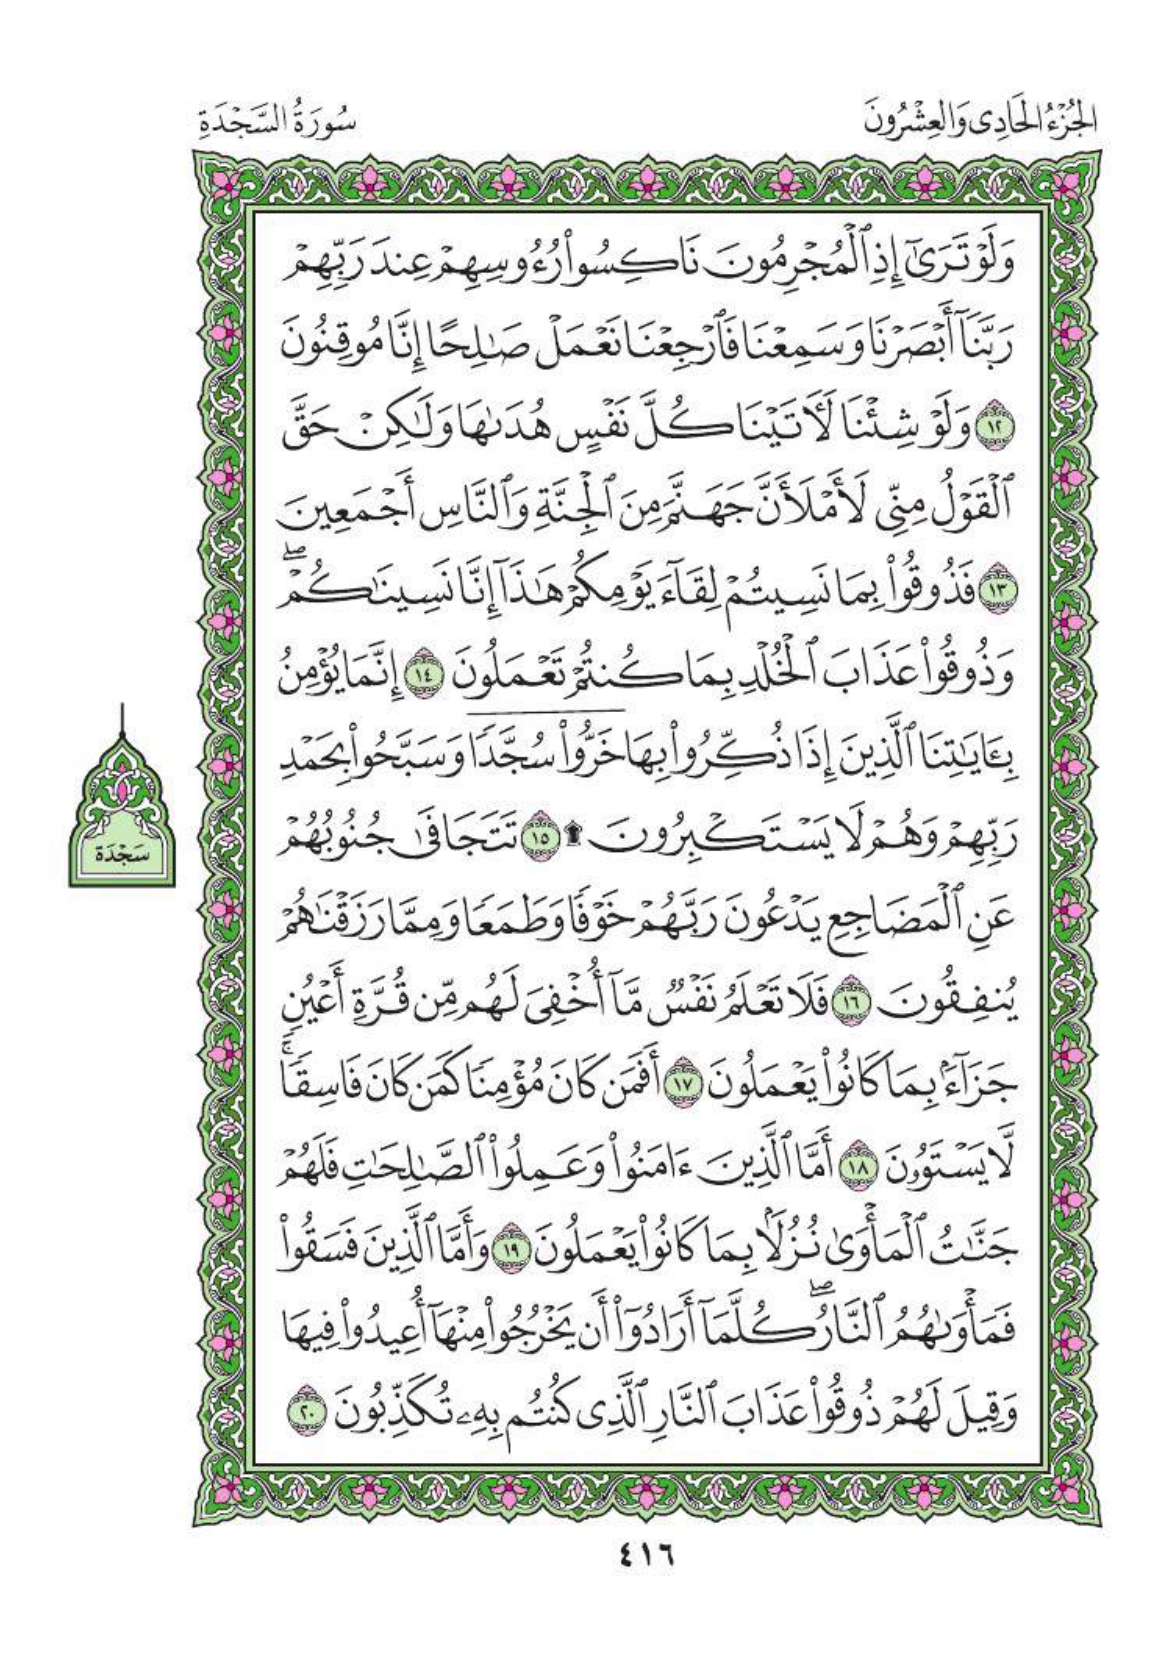 الجُزْءُ الحَادِى وَالعِشْرُونَ
سُورَةُ السَّجْدَةِ
وَلَوْ تَرَىٰٓ إِذِ ٱلْمُجْرِمُونَ نَاكِسُوا۟ رُءُوسِهِمْ عِندَ رَبِّهِمْ
رَبَّنَآ أَبْصَرْنَا وَسَمِعْنَا فَٱرْجِعْنَا نَعْمَلْ صَٰلِحًا إِنَّا مُوقِنُونَ
١٢ وَلَوْ شِئْنَا لَءَاتَيْنَا كُلَّ نَفْسٍ هُدَىٰهَا وَلَٰكِنْ حَقَّ
ٱلْقَوْلُ مِنِّى لَأَمْلَأَنَّ جَهَنَّمَ مِنَ ٱلْجِنَّةِ وَٱلنَّاسِ أَجْمَعِينَ
١٣ فَذُوقُوا۟ بِمَا نَسِيتُمْ لِقَآءَ يَوْمِكُمْ هَٰذَآ إِنَّا نَسِينَٰكُمْ ۖ
وَذُوقُوا۟ عَذَابَ ٱلْخُلْدِ بِمَا كُنتُمْ تَعْمَلُونَ ١٤ إِنَّمَا يُؤْمِنُ
بِـَٔايَٰتِنَا ٱلَّذِينَ إِذَا ذُكِّرُوا۟ بِهَا خَرُّوا۟ سُجَّدًا وَسَبَّحُوا۟ بِحَمْدِ
رَبِّهِمْ وَهُمْ لَا يَسْتَكْبِرُونَ ۩ ١٥ تَتَجَافَىٰ جُنُوبُهُمْ
عَنِ ٱلْمَضَاجِعِ يَدْعُونَ رَبَّهُمْ خَوْفًا وَطَمَعًا وَمِمَّا رَزَقْنَٰهُمْ
يُنفِقُونَ ١٦ فَلَا تَعْلَمُ نَفْسٌ مَّآ أُخْفِىَ لَهُم مِّن قُرَّةِ أَعْيُنٍ
جَزَآءًۢ بِمَا كَانُوا۟ يَعْمَلُونَ ١٧ أَفَمَن كَانَ مُؤْمِنًا كَمَن كَانَ فَاسِقًا ۚ
لَّا يَسْتَوُۥنَ ١٨ أَمَّا ٱلَّذِينَ ءَامَنُوا۟ وَعَمِلُوا۟ ٱلصَّٰلِحَٰتِ فَلَهُمْ
جَنَّٰتُ ٱلْمَأْوَىٰ نُزُلًۢا بِمَا كَانُوا۟ يَعْمَلُونَ ١٩ وَأَمَّا ٱلَّذِينَ فَسَقُوا۟
فَمَأْوَىٰهُمُ ٱلنَّارُ ۖ كُلَّمَآ أَرَادُوٓا۟ أَن يَخْرُجُوا۟ مِنْهَآ أُعِيدُوا۟ فِيهَا
وَقِيلَ لَهُمْ ذُوقُوا۟ عَذَابَ ٱلنَّارِ ٱلَّذِى كُنتُم بِهِۦ تُكَذِّبُونَ ٢٠
سَجْدَة
٤١٦